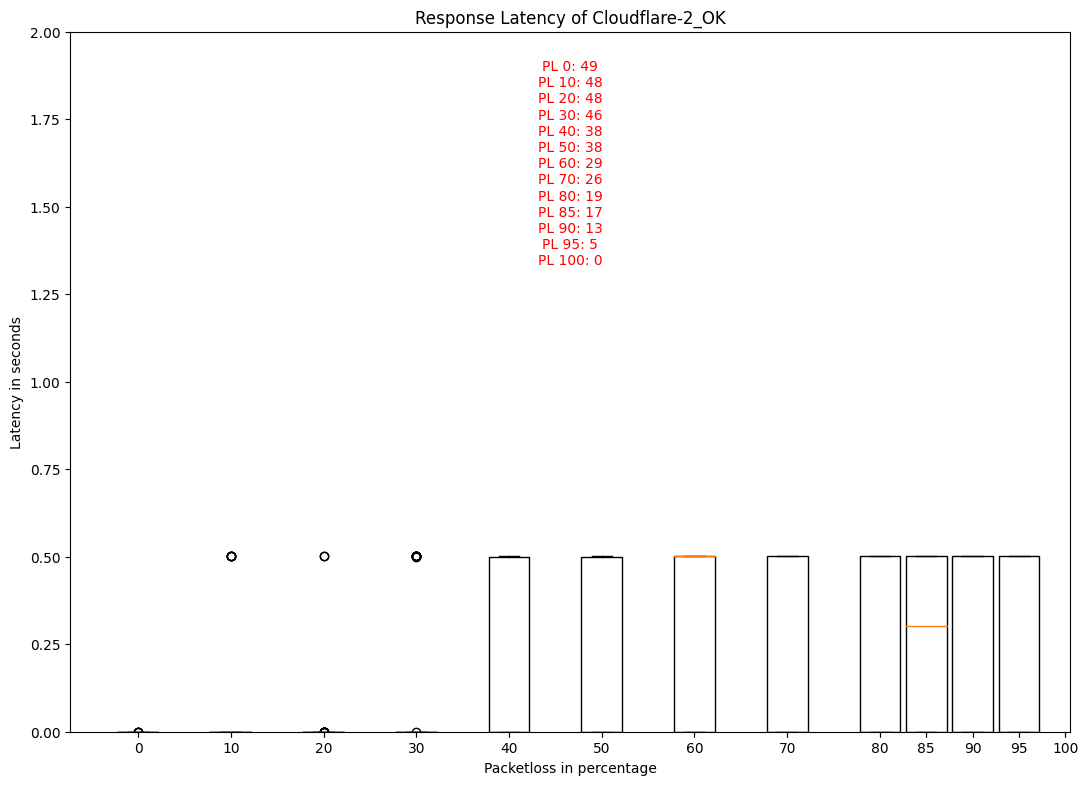 Response Latency of Cloudflare-2_OK
2.00
1.75
1.50
1.25
1.00
0.75
0.50
0.25
0.00
Latency in seconds
PL 0: 49
PL 10: 48
PL 20: 48
PL 30: 46
PL 40: 38
PL 50: 38
PL 60: 29
PL 70: 26
PL 80: 19
PL 85: 17
PL 90: 13
PL 95: 5
PL 100: 0
0 10 20 30 40 50 60 70 80 85 90 95 100
Packetloss in percentage